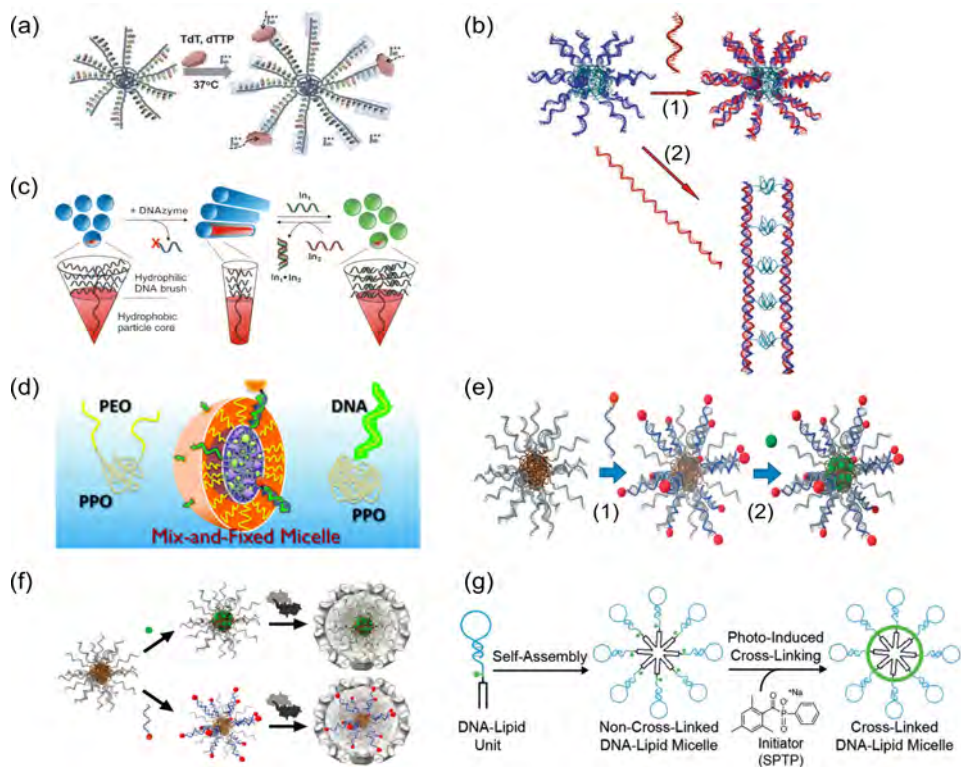 (a)
TdT, dTTP
37°C
(b)
(1)
(2)
(c)
+ DNAzyme
X
In₁
In₂
In₁•In₂
Hydrophilic
DNA brush
Hydrophobic
particle core
(d)
PEO
PPO
DNA
PPO
Mix-and-Fixed Micelle
(e)
(1)
(2)
(f)
(g)
Self-Assembly
Photo-Induced
Cross-Linking
DNA-Lipid
Unit
Non-Cross-Linked
DNA-Lipid Micelle
O
O
P
O
⁺Na
Initiator
(SPTP)
Cross-Linked
DNA-Lipid Micelle